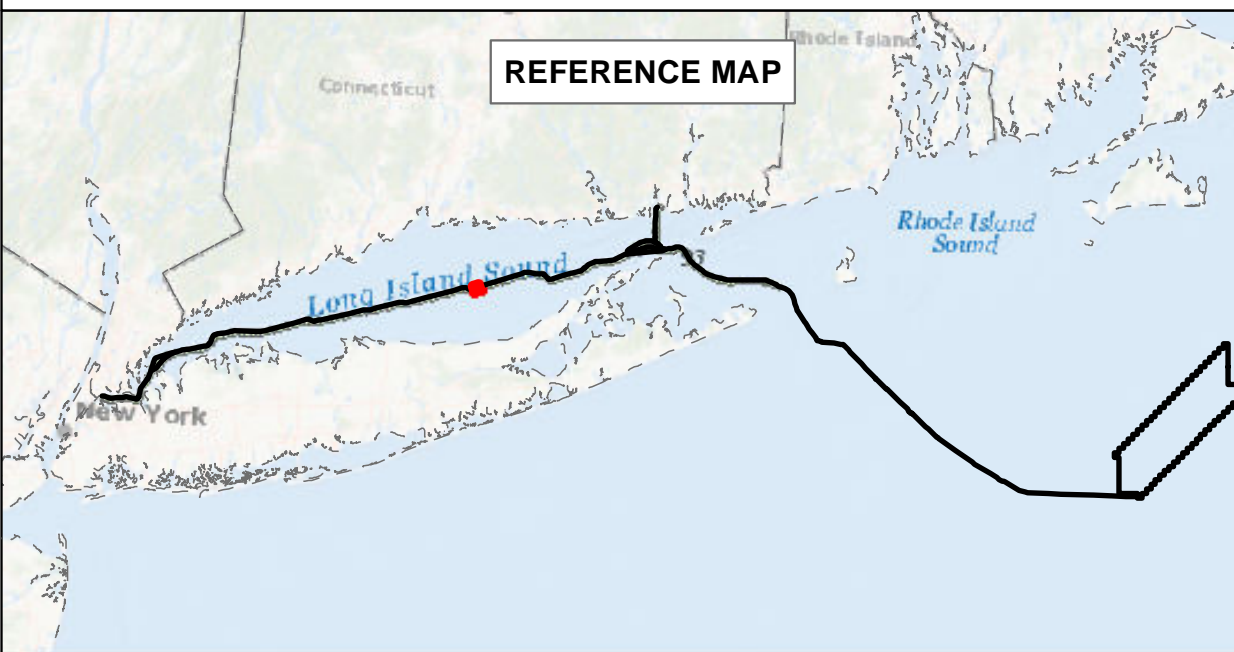 Rhode Island
REFERENCE MAP
Connecticut
Rhode Island
Sound
Long Island Sound
New York